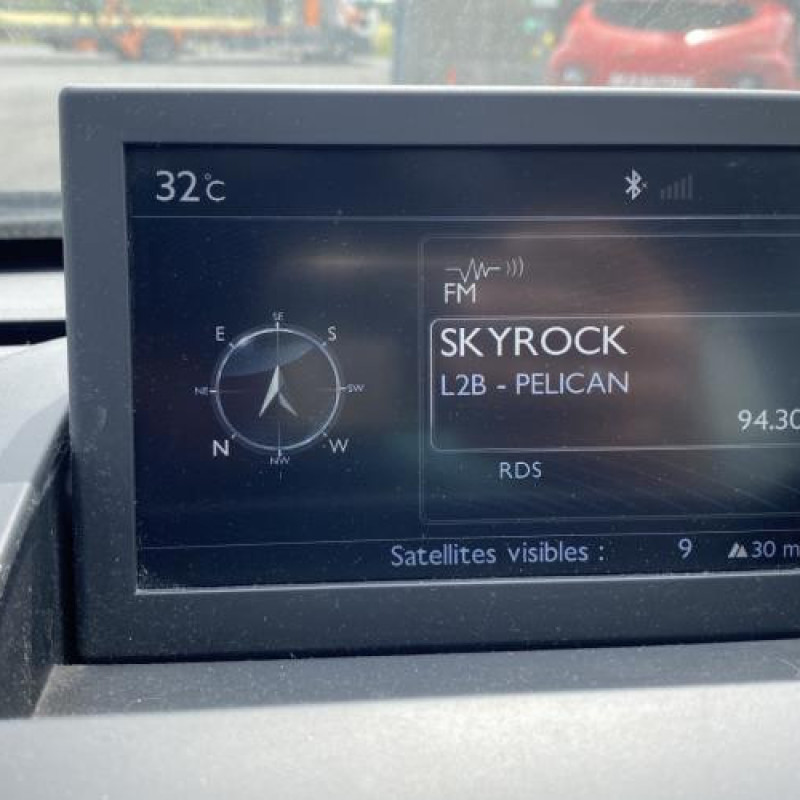 32°C
FM
SKYROCK
L2B - PELICAN
94.30
RDS
SE
E S
NE SW
N W
NW
Satellites visibles : 9 30 m